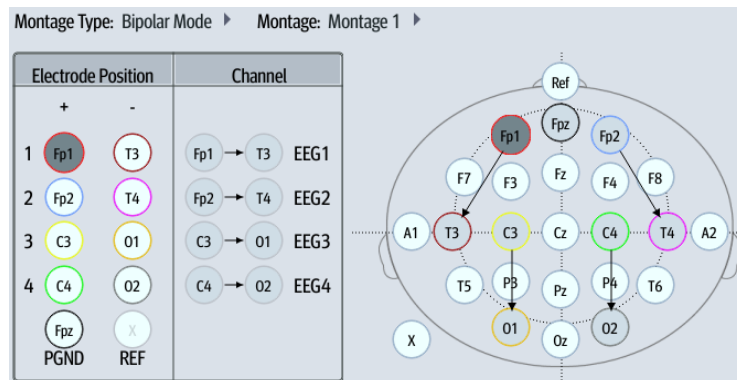 Montage Type: Bipolar Mode Montage: Montage 1
Electrode Position Channel
+ -
1 Fp1 T3 Fp1 T3 EEG1
2 Fp2 T4 Fp2 T4 EEG2
3 C3 O1 C3 O1 EEG3
4 C4 O2 C4 O2 EEG4
Fpz X
PGND REF
Ref
Fp1 Fpz Fp2
F7 F3 Fz F4 F8
A1 T3 C3 Cz C4 T4 A2
T5 P3 Pz P4 T6
X O1 Oz O2